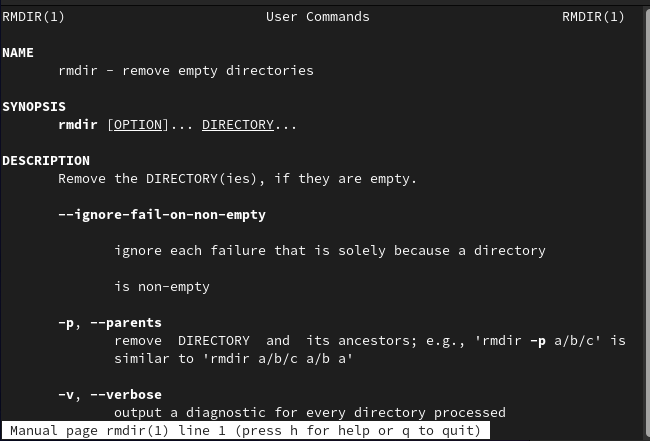 RMDIR(1) User Commands RMDIR(1)
NAME
rmdir - remove empty directories
SYNOPSIS
rmdir [OPTION]... DIRECTORY...
DESCRIPTION
Remove the DIRECTORY(ies), if they are empty.
--ignore-fail-on-non-empty
ignore each failure that is solely because a directory
is non-empty
-p, --parents
remove DIRECTORY and its ancestors; e.g., 'rmdir -p a/b/c' is
similar to 'rmdir a/b/c a/b a'
-v, --verbose
output a diagnostic for every directory processed
Manual page rmdir(1) line 1 (press h for help or q to quit)